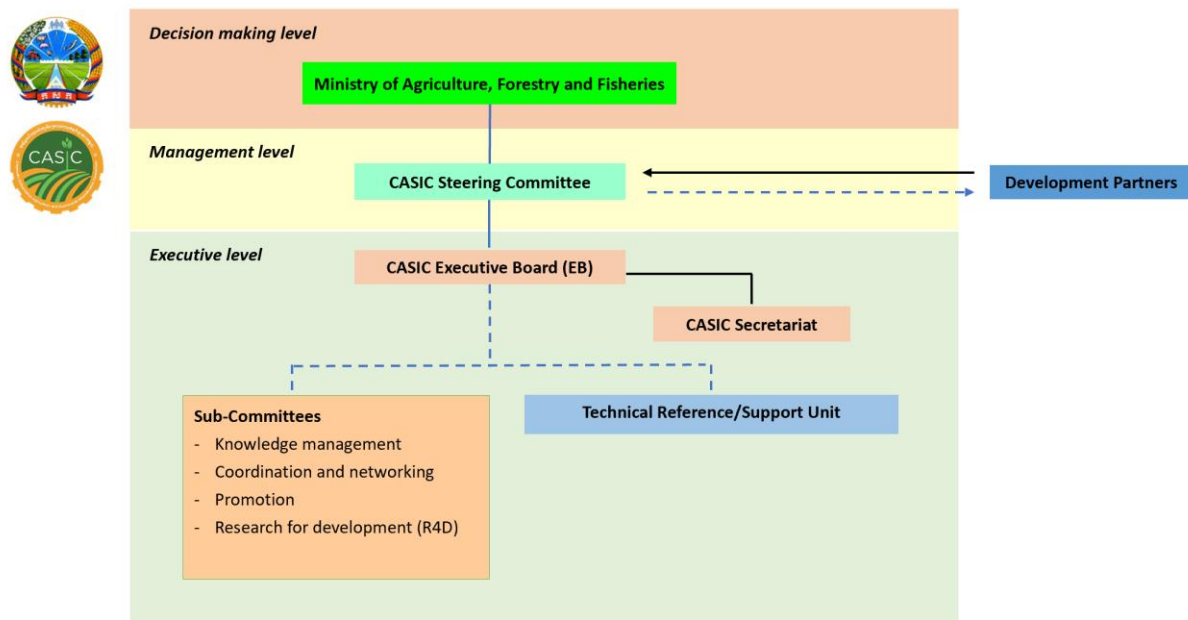 Decision making level
Ministry of Agriculture, Forestry and Fisheries
CASIC
Management level
CASIC Steering Committee
Development Partners
Executive level
CASIC Executive Board (EB)
CASIC Secretariat
Sub-Committees
- Knowledge management
- Coordination and networking
- Promotion
- Research for development (R4D)
Technical Reference/Support Unit